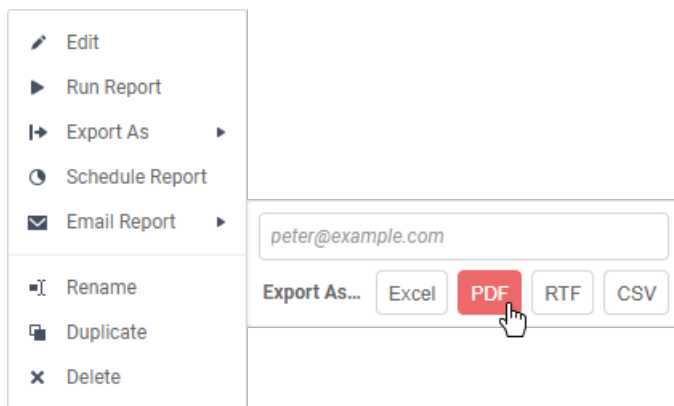 Edit
Run Report
Export As
Schedule Report
Email Report
peter@example.com
Export As... Excel PDF RTF CSV
Rename
Duplicate
Delete